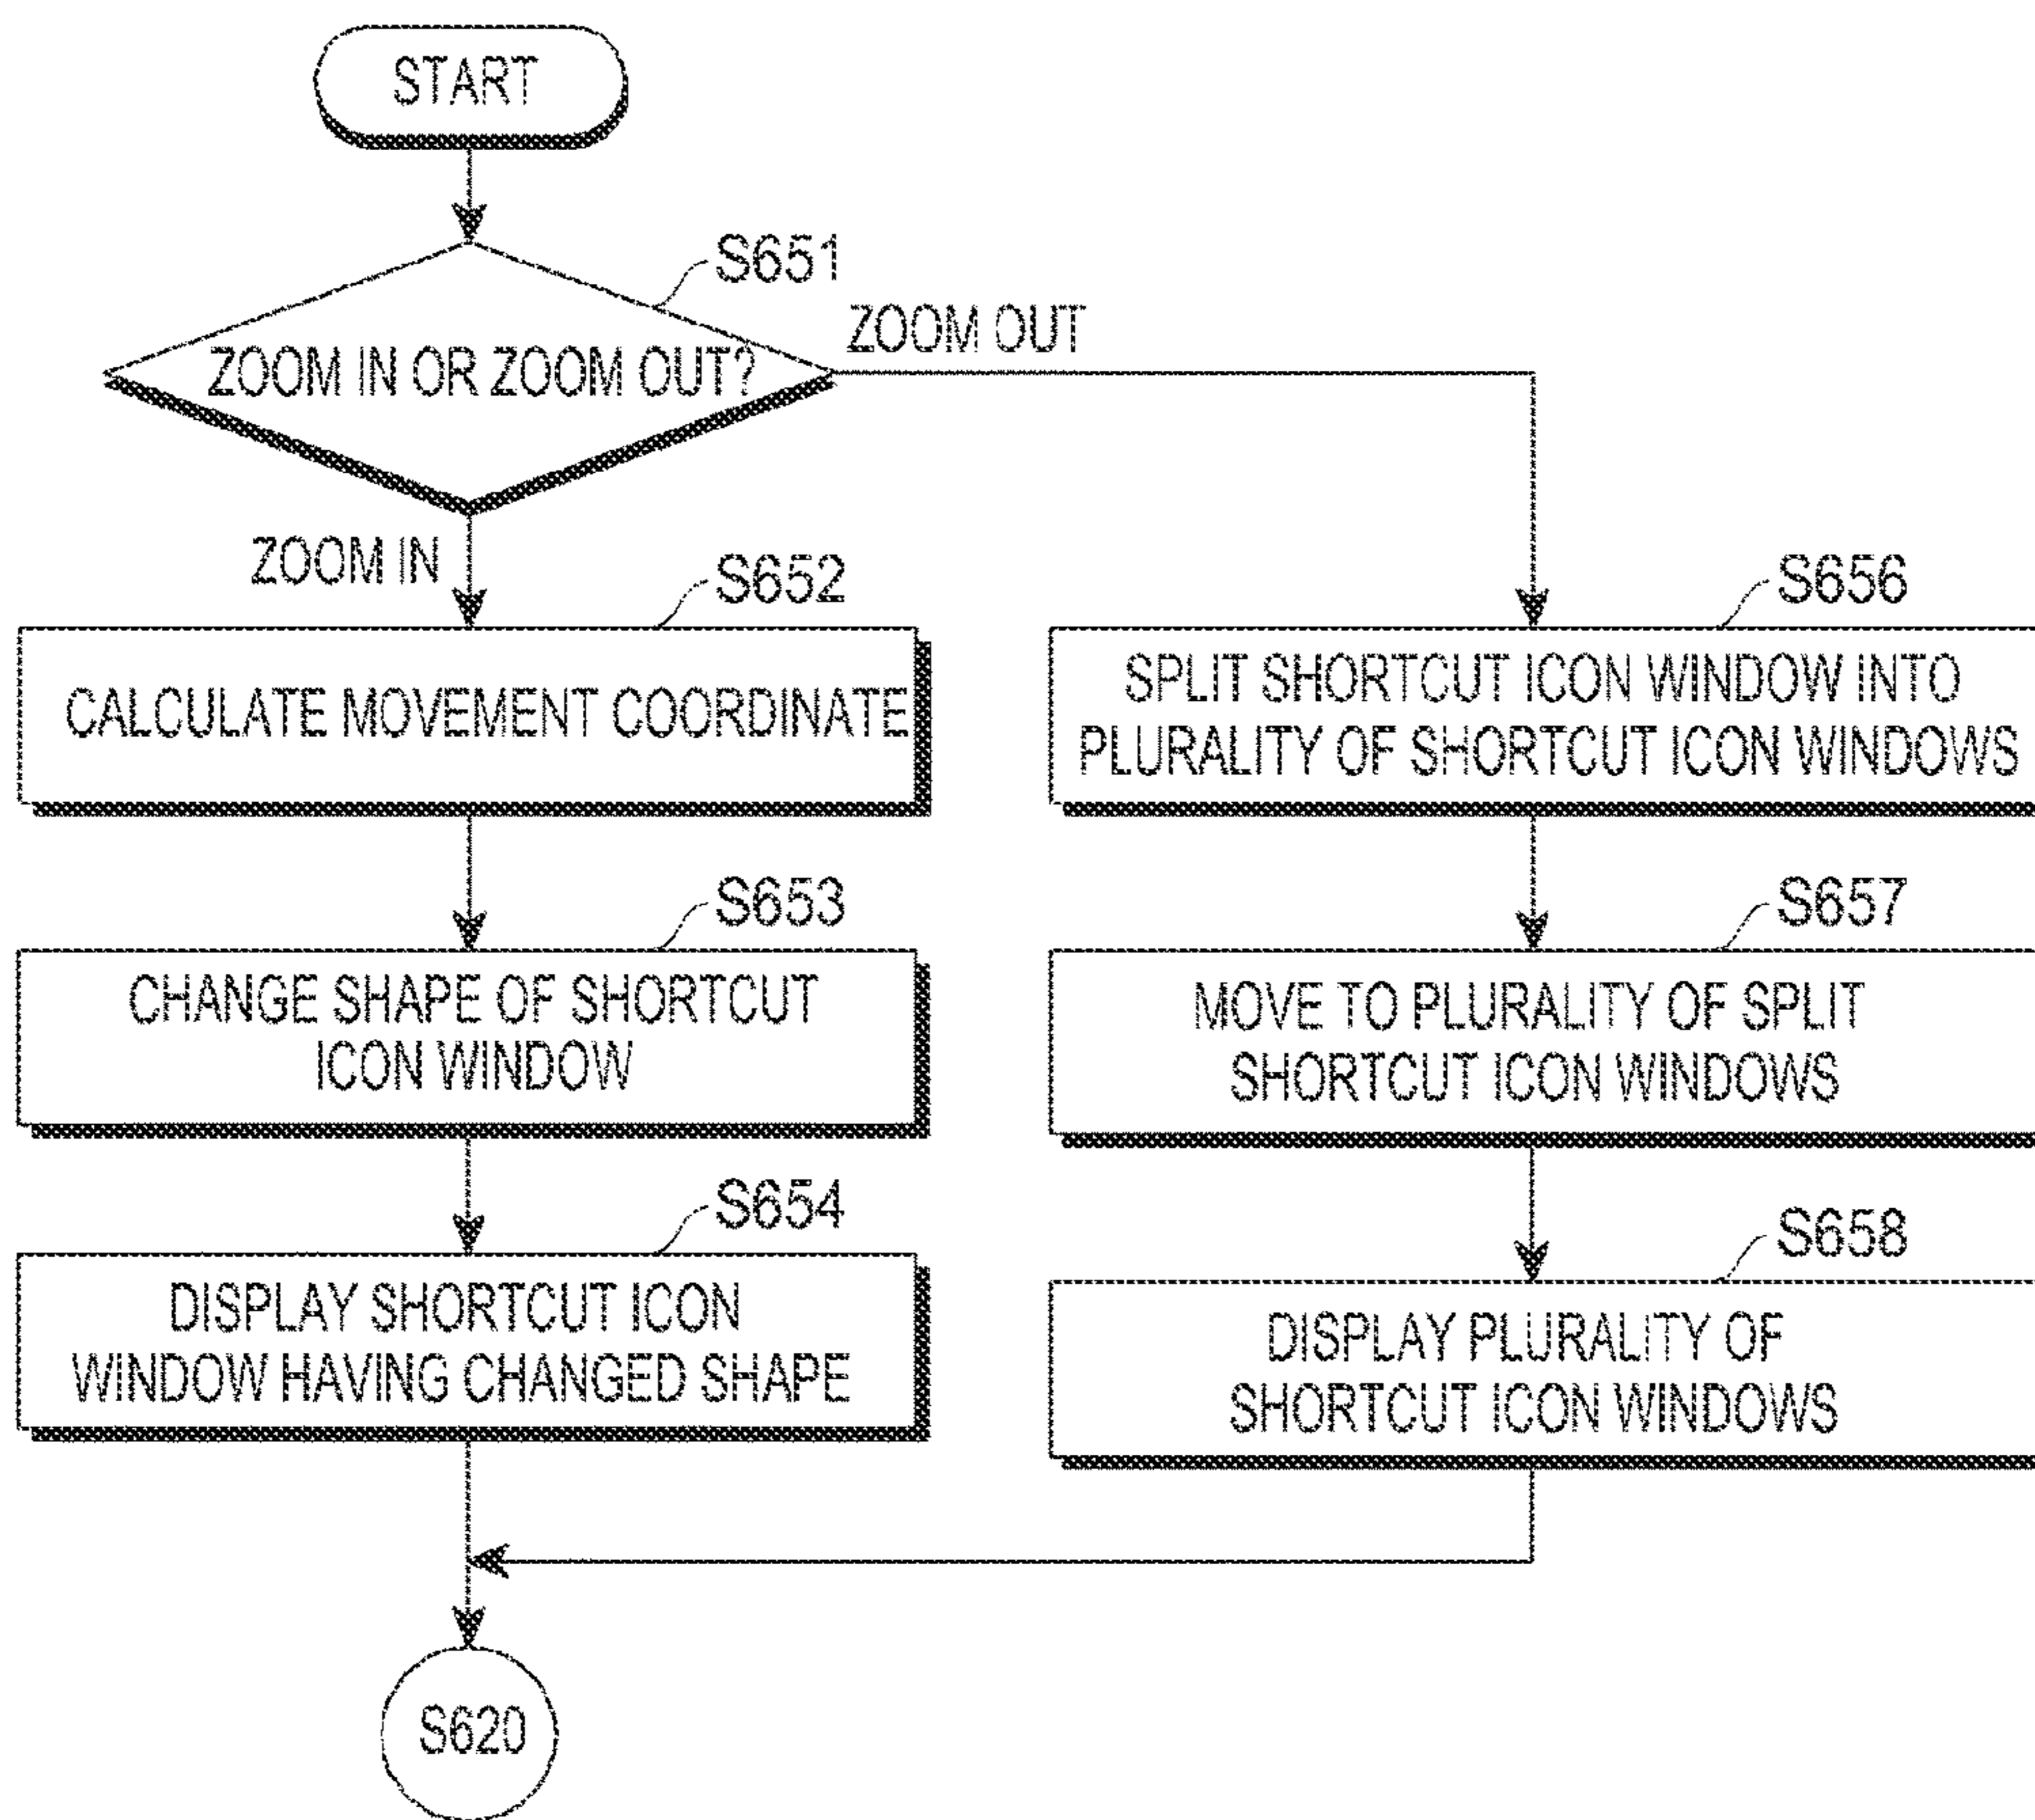 START
S651
ZOOM IN OR ZOOM OUT?
ZOOM OUT
ZOOM IN
S652
CALCULATE MOVEMENT COORDINATE
S653
CHANGE SHAPE OF SHORTCUT
ICON WINDOW
S654
DISPLAY SHORTCUT ICON
WINDOW HAVING CHANGED SHAPE
S656
SPLIT SHORTCUT ICON WINDOW INTO
PLURALITY OF SHORTCUT ICON WINDOWS
S657
MOVE TO PLURALITY OF SPLIT
SHORTCUT ICON WINDOWS
S658
DISPLAY PLURALITY OF
SHORTCUT ICON WINDOWS
S620